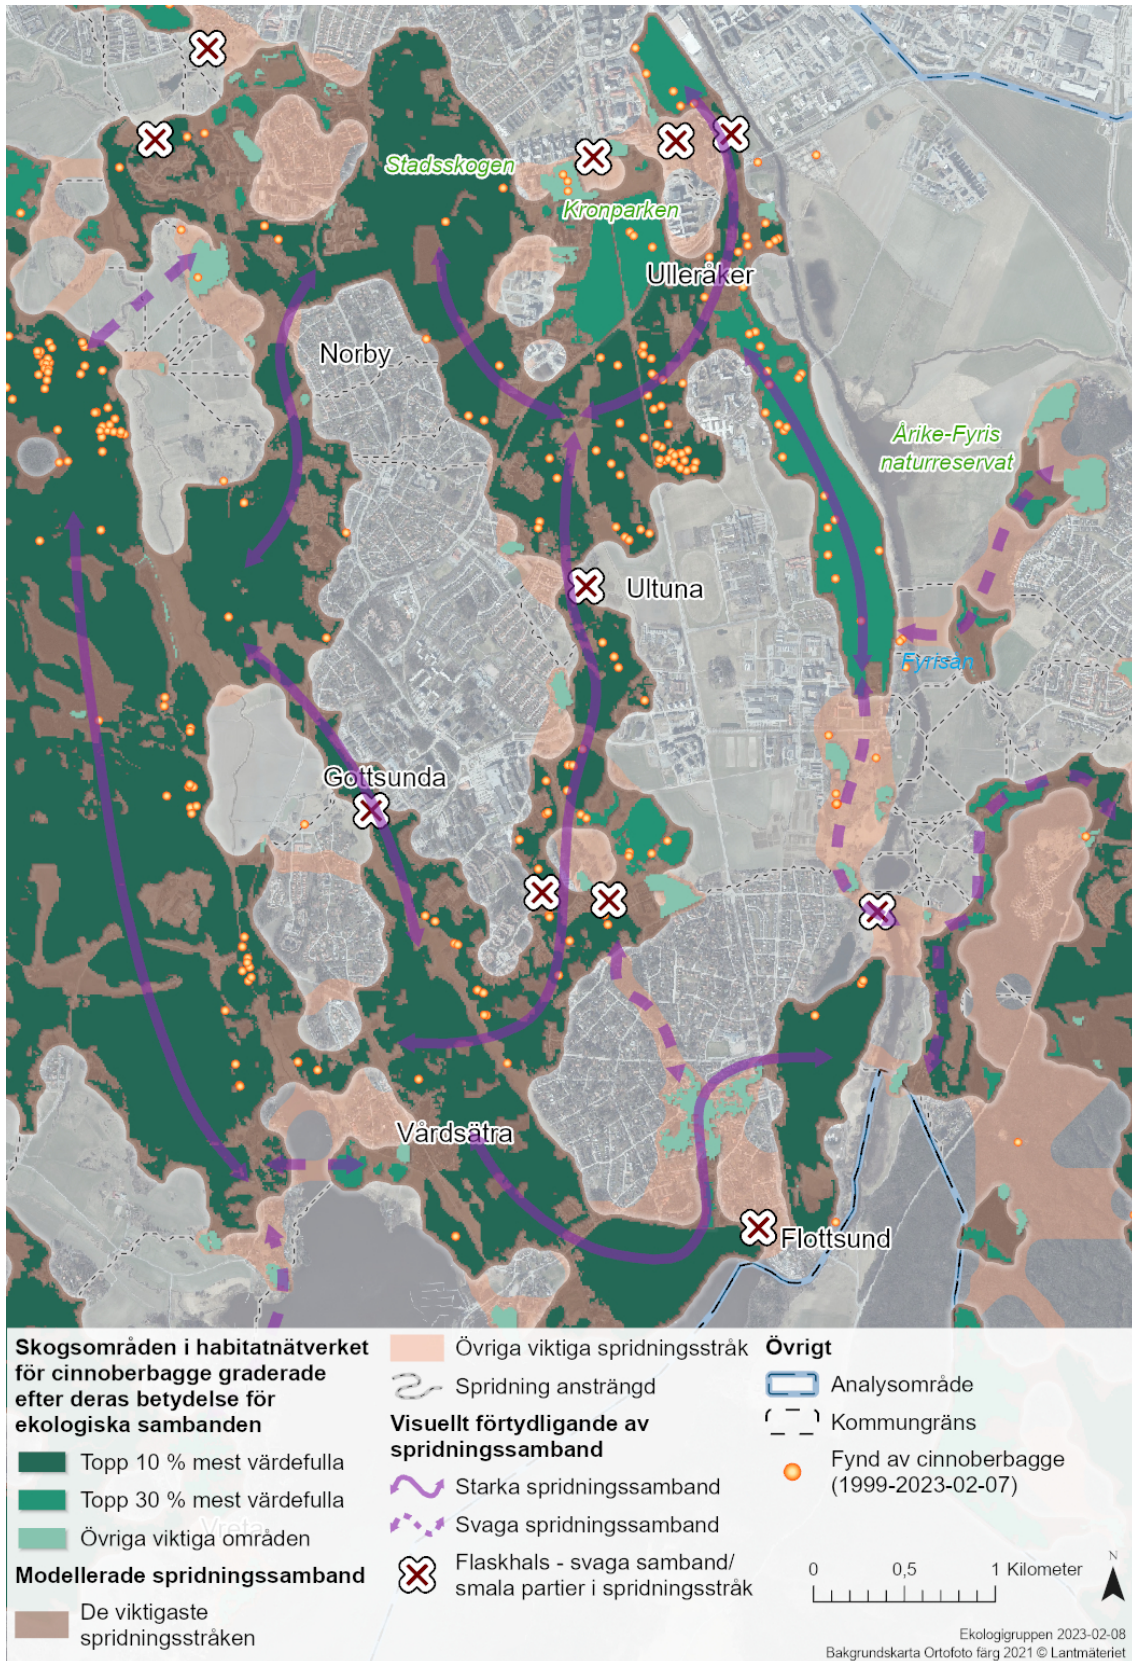 Stadsskogen
Kronparken
Ulleråker
Norby
Årike-Fyris
naturreservat
Ultuna
Fyrisån
Gottsunda
Vårdsätra
Flottsund
Skogsområden i habitatnätverket
för cinnoberbagge graderade
efter deras betydelse för
ekologiska sambanden
Topp 10 % mest värdefulla
Topp 30 % mest värdefulla
Övriga viktiga områden
Vreta
Modellerade spridningssamband
De viktigaste
spridningsstråken
Övriga viktiga spridningsstråk
Spridning ansträngd
Visuellt förtydligande av
spridningssamband
Starka spridningssamband
Svaga spridningssamband
Flaskhals - svaga samband/
smala partier i spridningsstråk
Övrigt
Analysområde
Kommungräns
Fynd av cinnoberbagge
(1999-2023-02-07)
0 0,5 1 Kilometer
N
Ekologigruppen 2023-02-08
Bakgrundskarta Ortofoto färg 2021 © Lantmäteriet